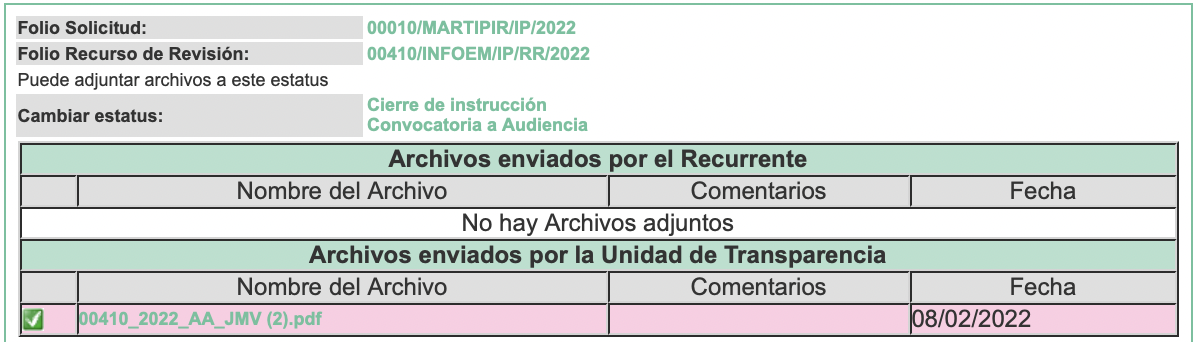 Folio Solicitud: 00010/MARTIPIR/IP/2022
Folio Recurso de Revisión: 00410/INFOEM/IP/RR/2022
Puede adjuntar archivos a este estatus
Cambiar estatus: Cierre de instrucción
Convocatoria a Audiencia
Archivos enviados por el Recurrente
Nombre del Archivo Comentarios Fecha
No hay Archivos adjuntos
Archivos enviados por la Unidad de Transparencia
Nombre del Archivo Comentarios Fecha
00410_2022_AA_JMV (2).pdf 08/02/2022